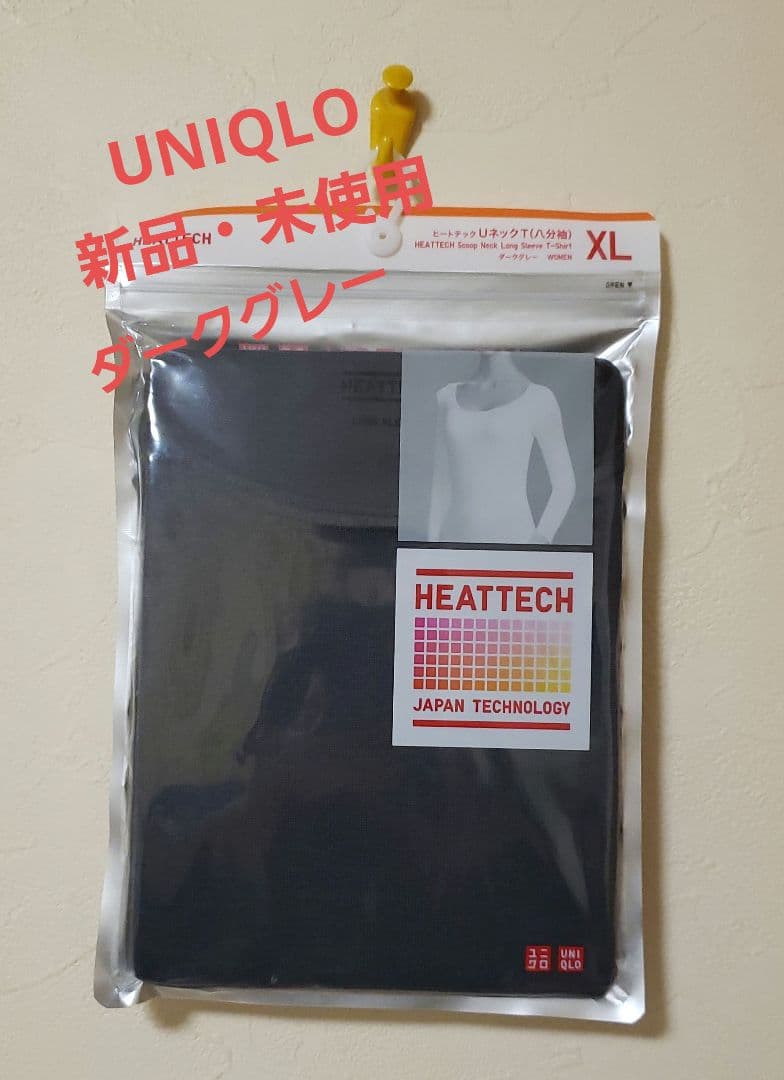 UNIQLO
新品・未使用
ダークグレー
HEATTECH
ヒートテック UネックT(八分袖)
HEATTECH Scoop Neck Long Sleeve T-Shirt
ダークグレー WOMEN
XL
OPEN ▼
HEATTECH
HEATTECH
JAPAN TECHNOLOGY
ユニクロ
UNIQLO